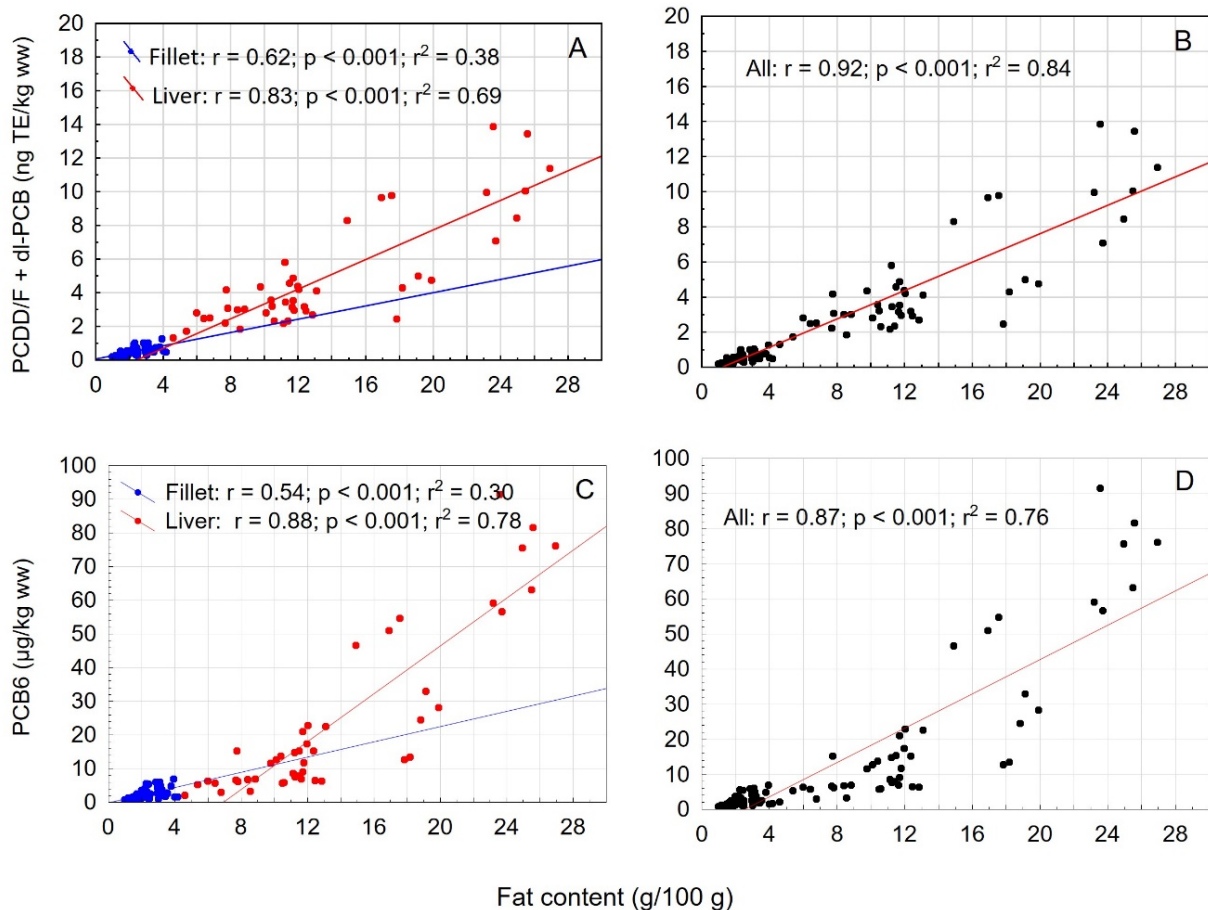 PCDD/F + dl-PCB (ng TE/kg ww)
20
18
16
14
12
10
8
6
4
2
0
A
Fillet: r = 0.62; p < 0.001; r² = 0.38
Liver: r = 0.83; p < 0.001; r² = 0.69
0 4 8 12 16 20 24 28
20
18
16
14
12
10
8
6
4
2
0
B
All: r = 0.92; p < 0.001; r² = 0.84
0 4 8 12 16 20 24 28
PCB6 (µg/kg ww)
100
90
80
70
60
50
40
30
20
10
0
Fillet: r = 0.54; p < 0.001; r² = 0.30
C
Liver: r = 0.88; p < 0.001; r² = 0.78
0 4 8 12 16 20 24 28
100
90
80
70
60
50
40
30
20
10
0
D
All: r = 0.87; p < 0.001; r² = 0.76
0 4 8 12 16 20 24 28
Fat content (g/100 g)